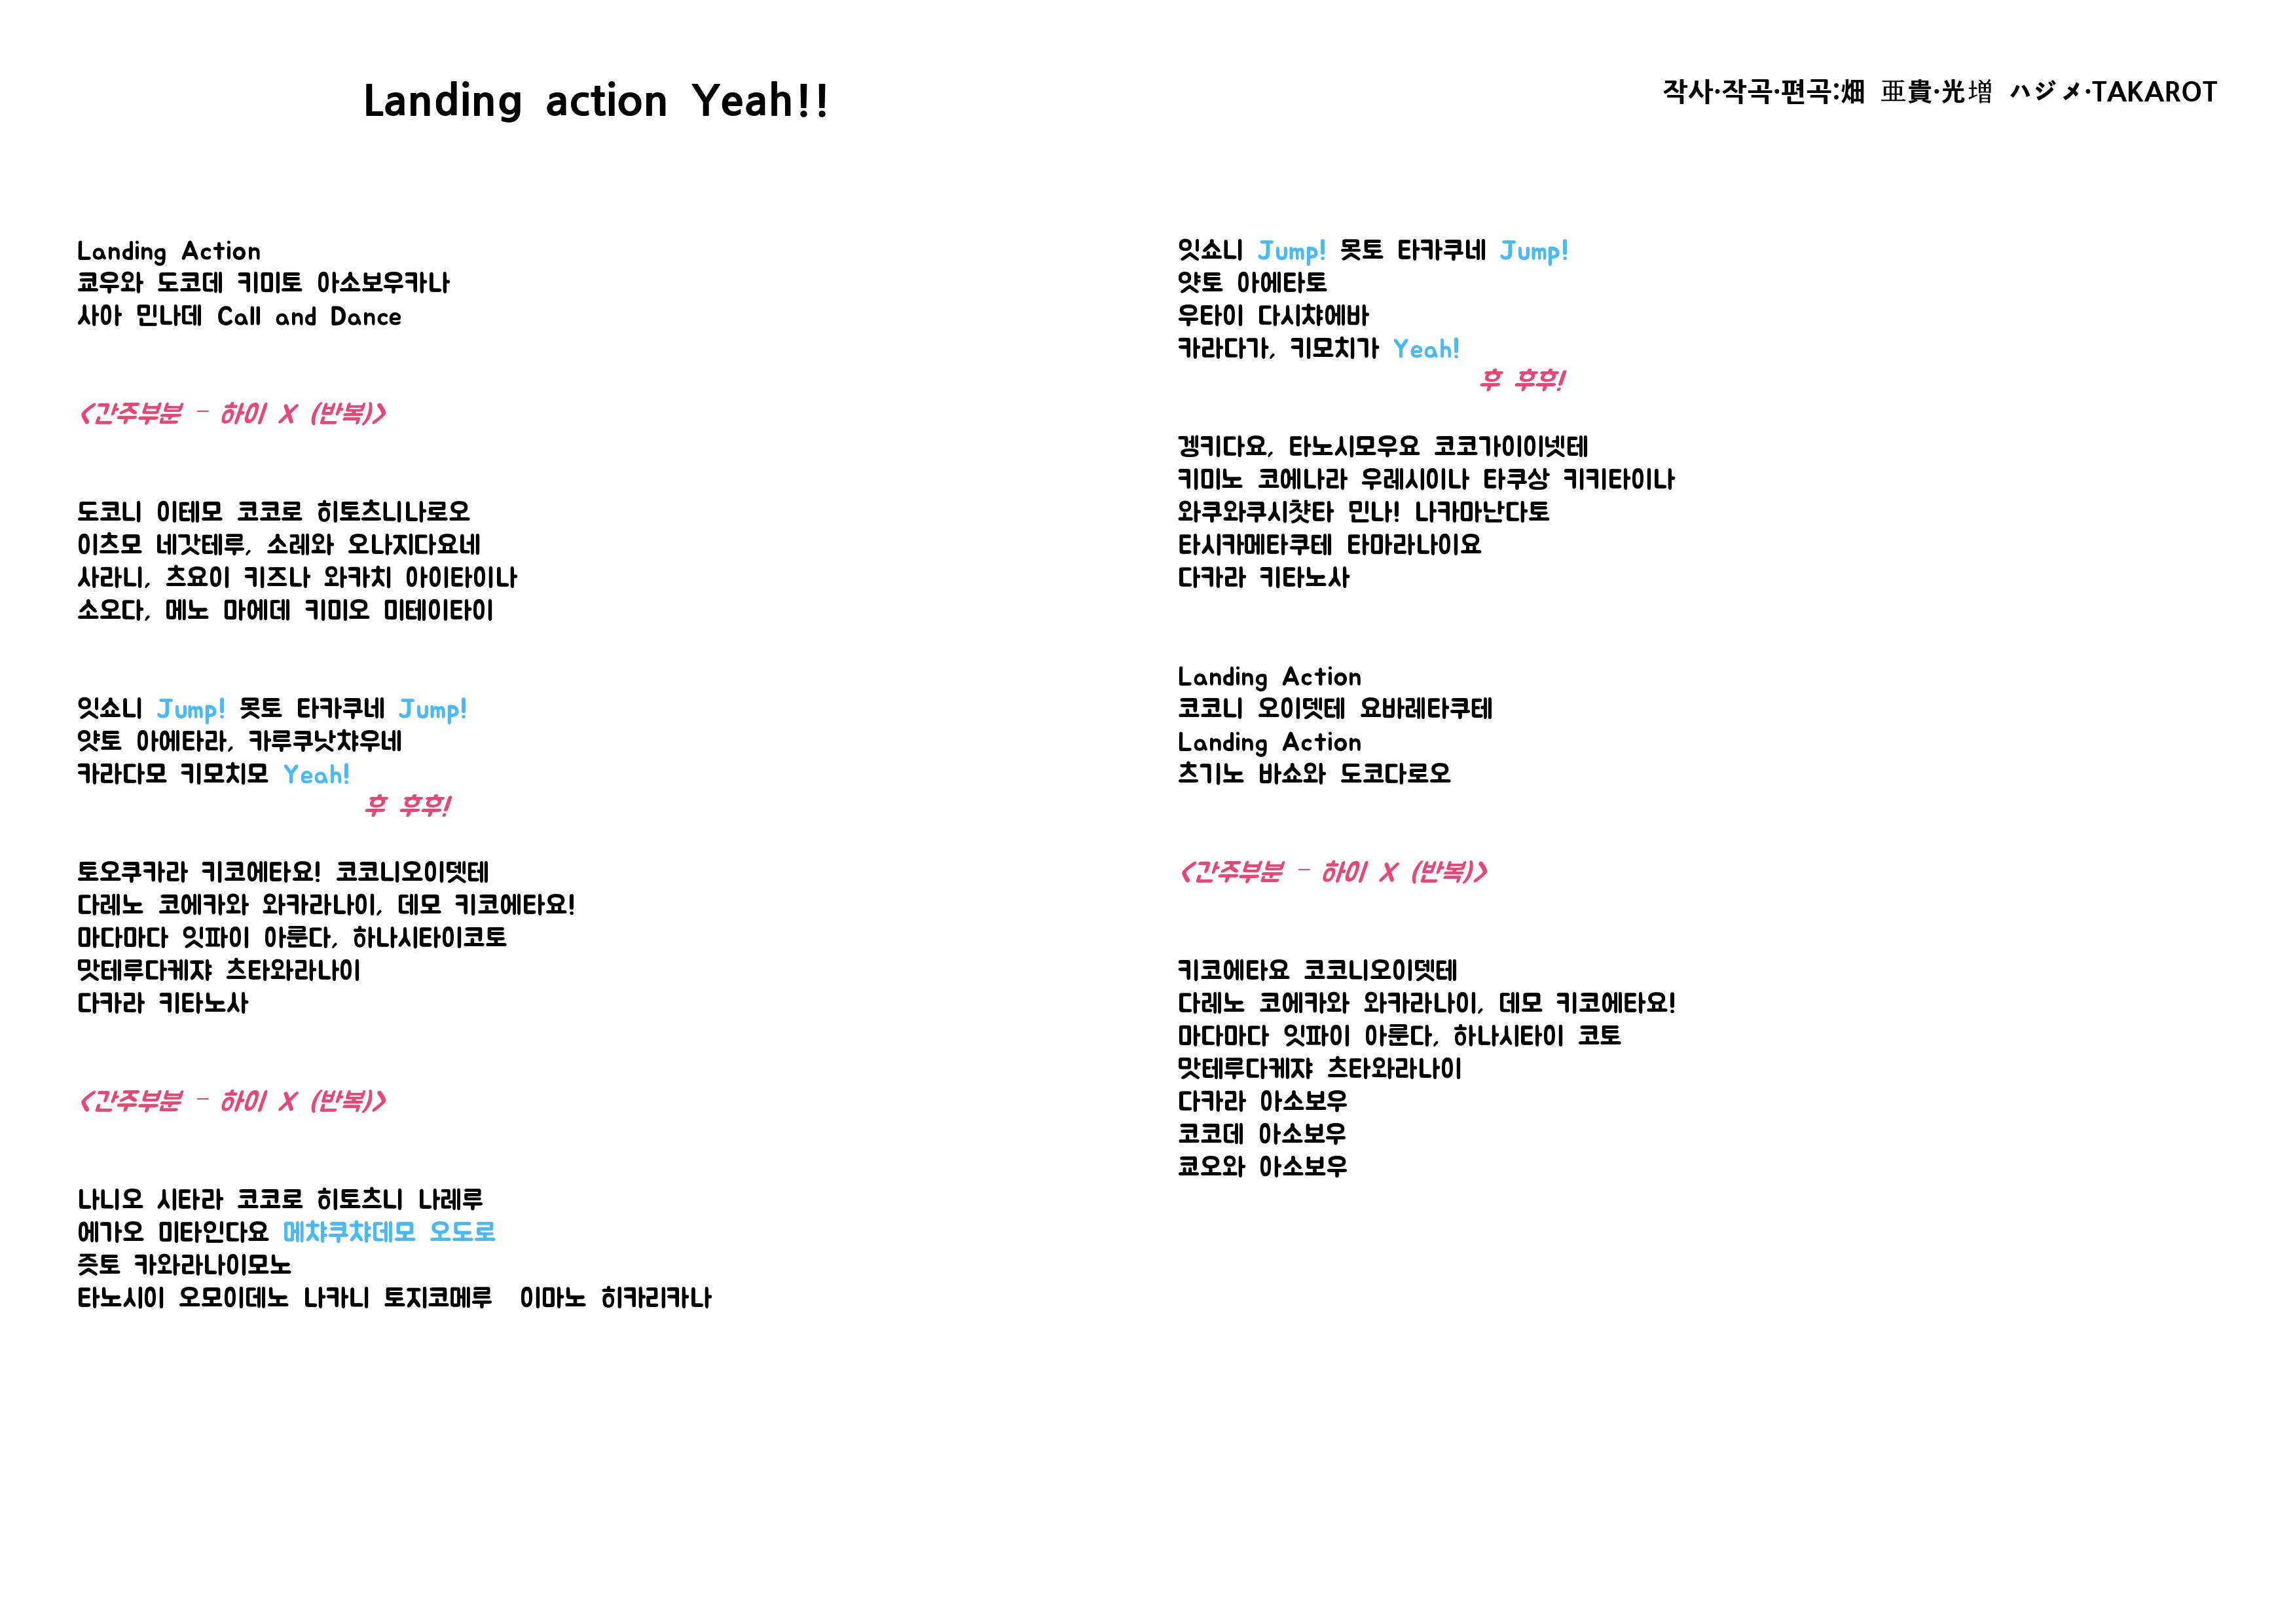 Landing action Yeah!!
작사·작곡·편곡:畑 亜貴·光増 ハジメ·TAKAROT
Landing Action
쿄우와 도코데 키미토 아소보우카나
사아 민나데 Call and Dance
<간주부분 - 하이 X (반복)>
도코니 이테모 코코로 히토츠니나로오
이츠모 네갓테루, 소레와 오나지다요네
사라니, 츠요이 키즈나 와카치 아이타이나
소오다, 메노 마에데 키미오 미테이타이
잇쇼니 Jump! 못토 타카쿠네 Jump!
얏토 아에타라, 카루쿠낫챠우네
카라다모 키모치모 Yeah!
후 후후!
토오쿠카라 키코에타요! 코코니오이뎃테
다레노 코에카와 와카라나이, 데모 키코에타요!
마다마다 잇파이 아룬다, 하나시타이코토
맛테루다케쟈 츠타와라나이
다카라 키타노사
<간주부분 - 하이 X (반복)>
나니오 시타라 코코로 히토츠니 나레루
에가오 미타인다요 메챠쿠챠데모 오도로
즛토 카와라나이모노
타노시이 오모이데노 나카니 토지코메루  이마노 히카리카나
잇쇼니 Jump! 못토 타카쿠네 Jump!
얏토 아에타토
우타이 다시챠에바
카라다가, 키모치가 Yeah!
후 후후!
겡키다요, 타노시모우요 코코가이이넷테
키미노 코에나라 우레시이나 타쿠상 키키타이나
와쿠와쿠시챳타 민나! 나카마난다토
타시카메타쿠테 타마라나이요
다카라 키타노사
Landing Action
코코니 오이뎃테 요바레타쿠테
Landing Action
츠기노 바쇼와 도코다로오
<간주부분 - 하이 X (반복)>
키코에타요 코코니오이뎃테
다레노 코에카와 와카라나이, 데모 키코에타요!
마다마다 잇파이 아룬다, 하나시타이 코토
맛테루다케쟈 츠타와라나이
다카라 아소보우
코코데 아소보우
쿄오와 아소보우